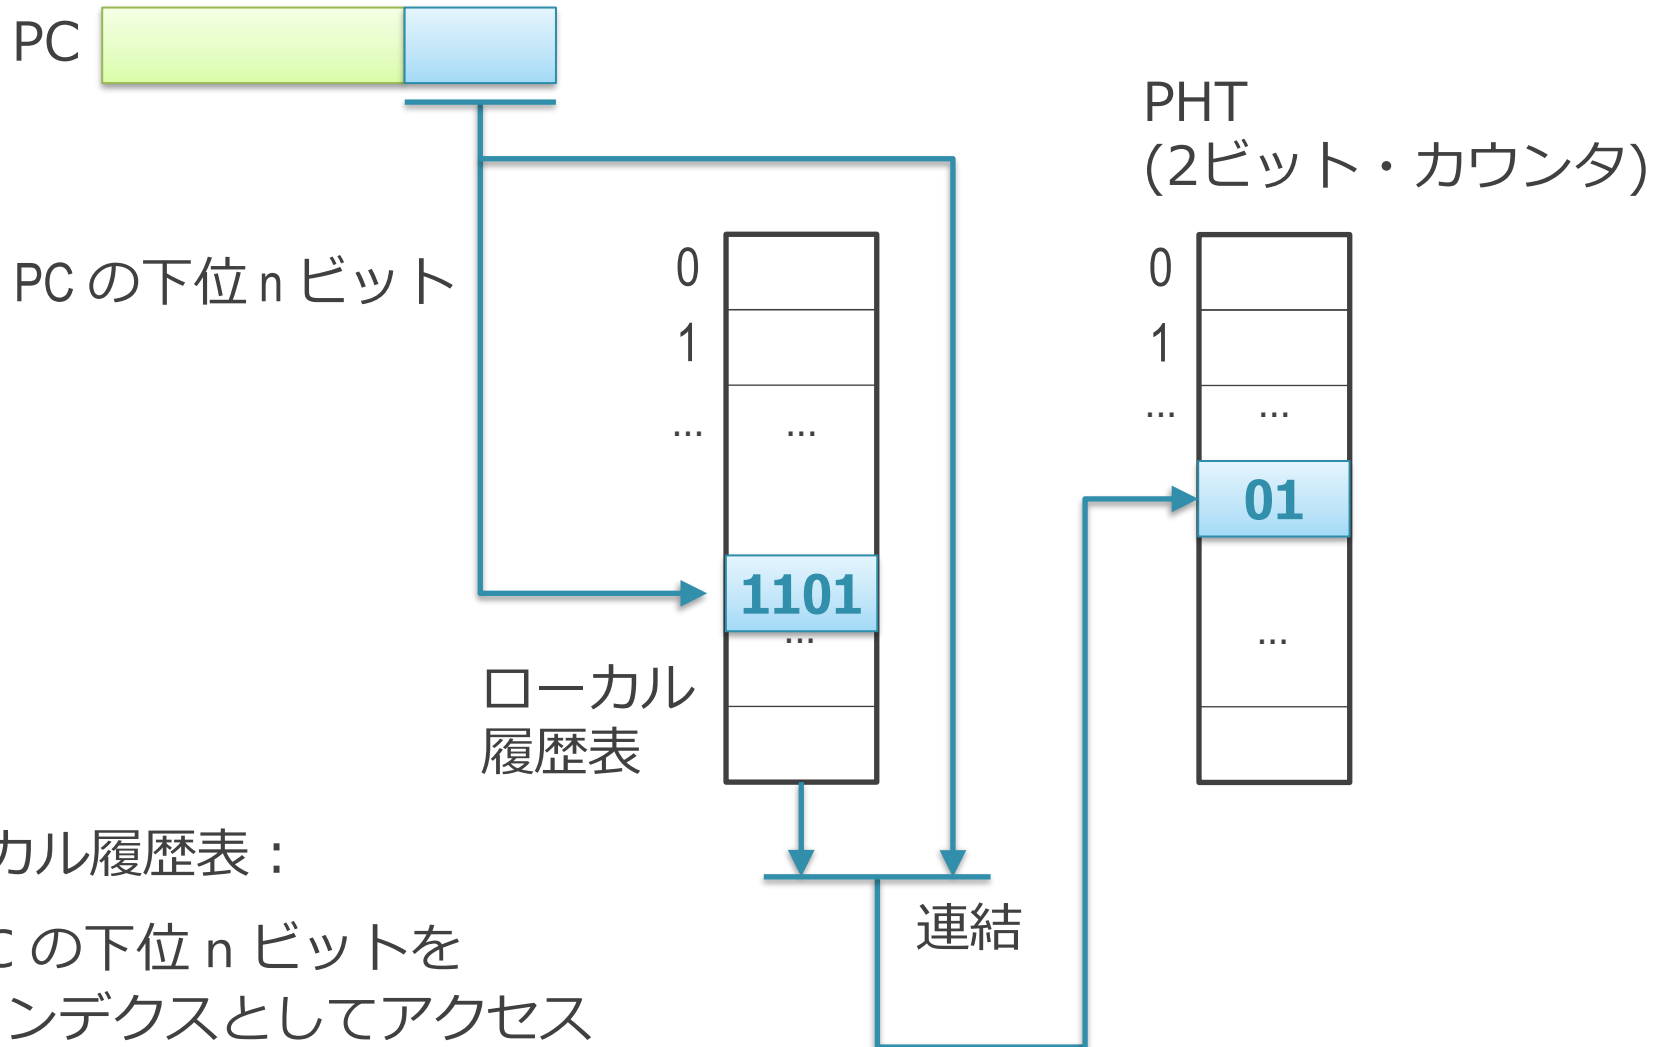 PC
PHT
(2ビット・カウンタ)
PC の下位 n ビット
0
1
...
...
1101
...
0
1
...
...
01
...
ローカル
履歴表
カル履歴表：
の下位 n ビットを
ンデクスとしてアクセス
連結